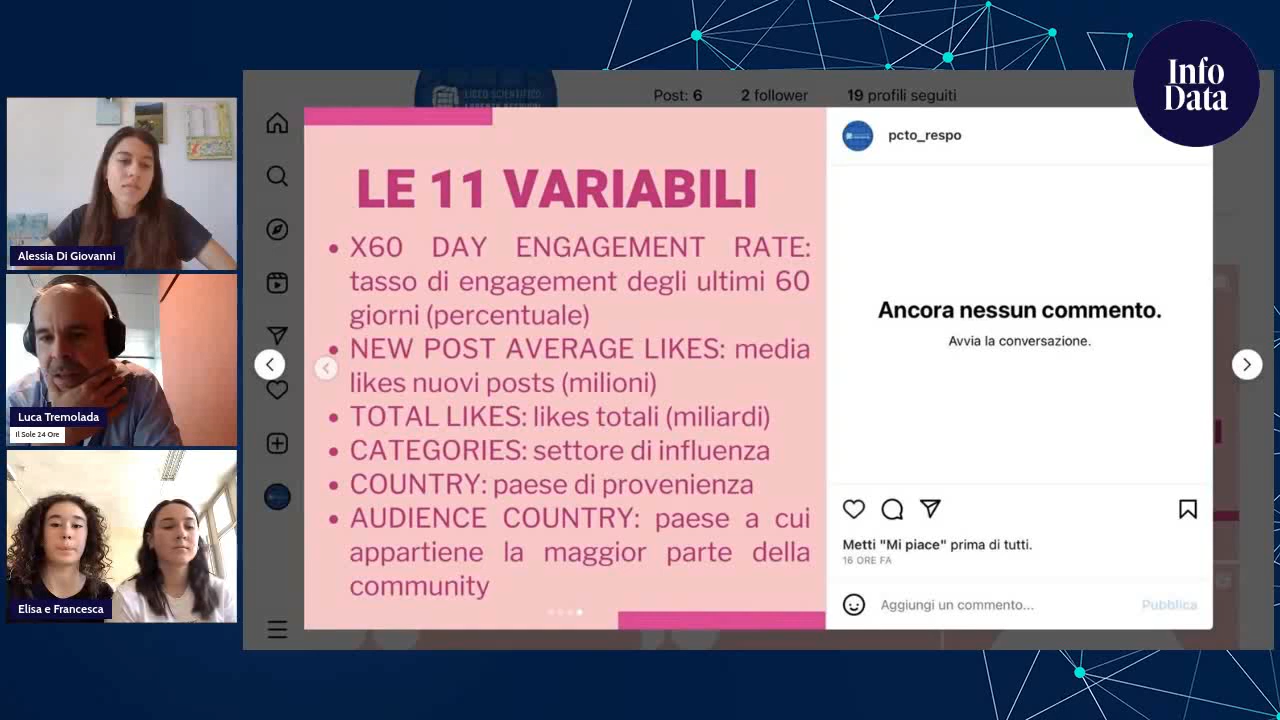 Info
Data
LICEO SCIENTIFICO
Post: 6 2 follower 19 profili seguiti
LE 11 VARIABILI
• X60 DAY ENGAGEMENT RATE:
tasso di engagement degli ultimi 60
giorni (percentuale)
• NEW POST AVERAGE LIKES: media
likes nuovi posts (milioni)
• TOTAL LIKES: likes totali (miliardi)
• CATEGORIES: settore di influenza
• COUNTRY: paese di provenienza
• AUDIENCE COUNTRY: paese a cui
appartiene la maggior parte della
community
pcto_respo
Ancora nessun commento.
Avvia la conversazione.
Metti "Mi piace" prima di tutti.
16 ORE FA
Aggiungi un commento...
Pubblica
Alessia Di Giovanni
Luca Tremolada
Il Sole 24 Ore
Elisa e Francesca